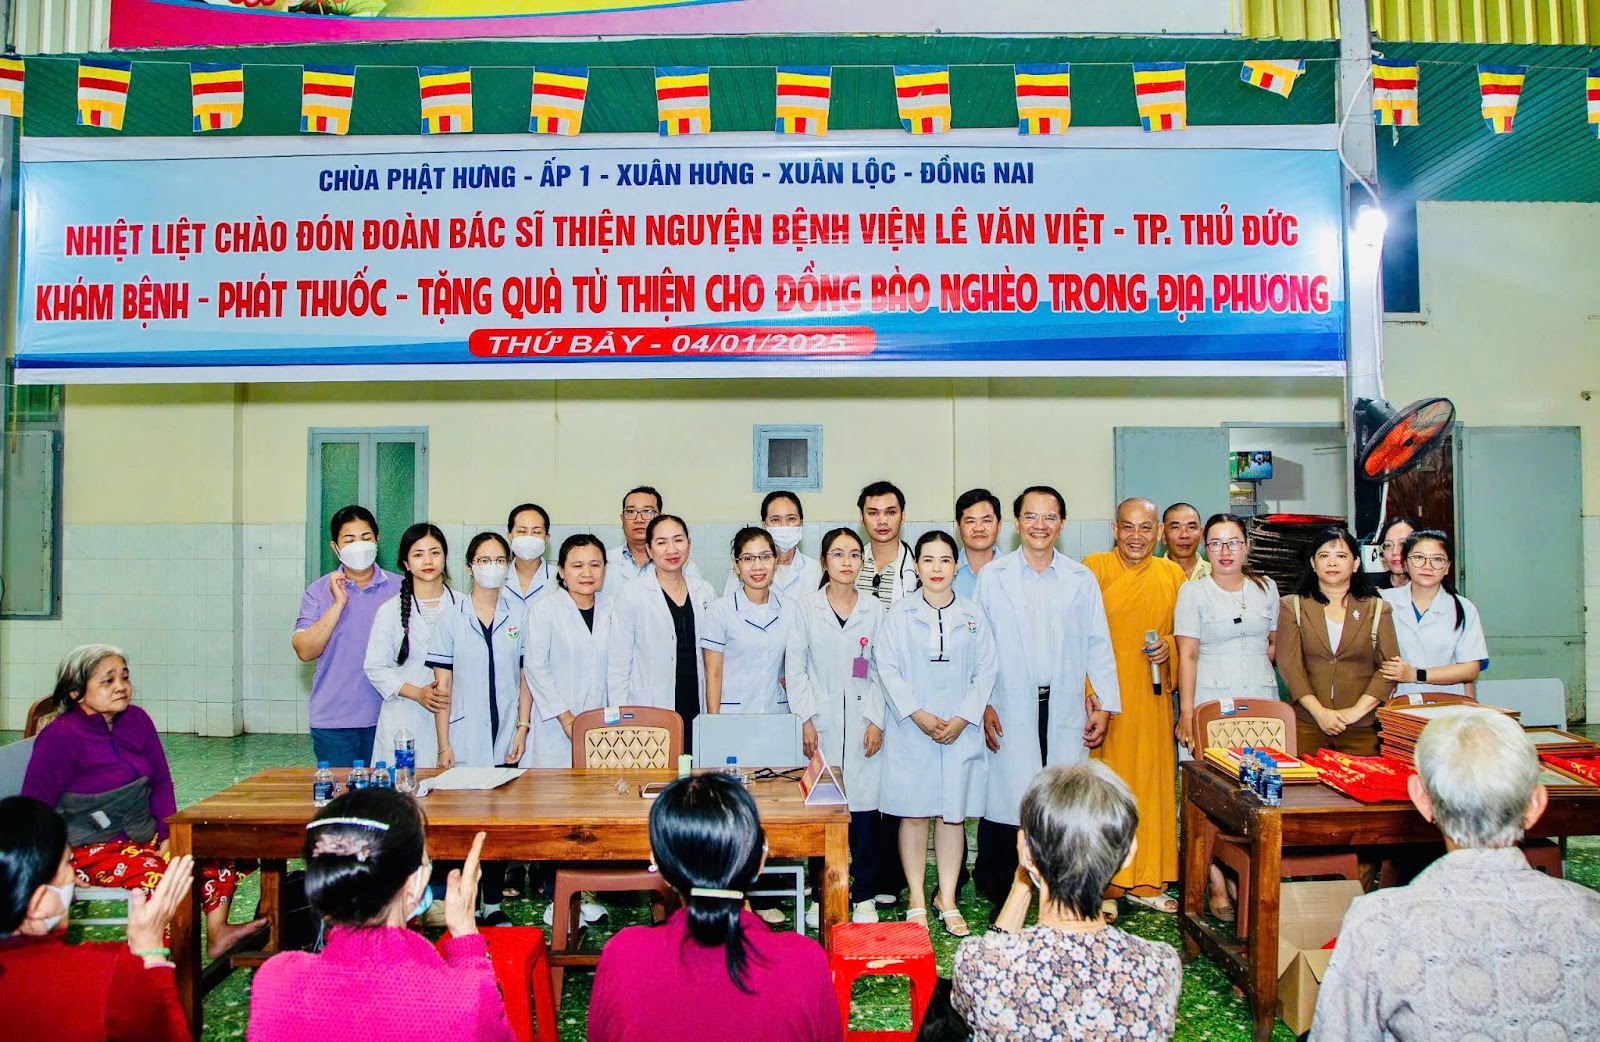 CHÙA PHẬT HƯNG - ẤP 1 - XUÂN HƯNG - XUÂN LỘC - ĐỒNG NAI
NHIỆT LIỆT CHÀO ĐÓN ĐOÀN BÁC SĨ THIỆN NGUYỆN BỆNH VIỆN LÊ VĂN VIỆT - TP. THỦ ĐỨC
KHÁM BỆNH - PHÁT THUỐC - TẶNG QUÀ TỪ THIỆN CHO ĐỒNG BÀO NGHÈO TRONG ĐỊA PHƯƠNG
THỨ BẢY - 04/01/2025